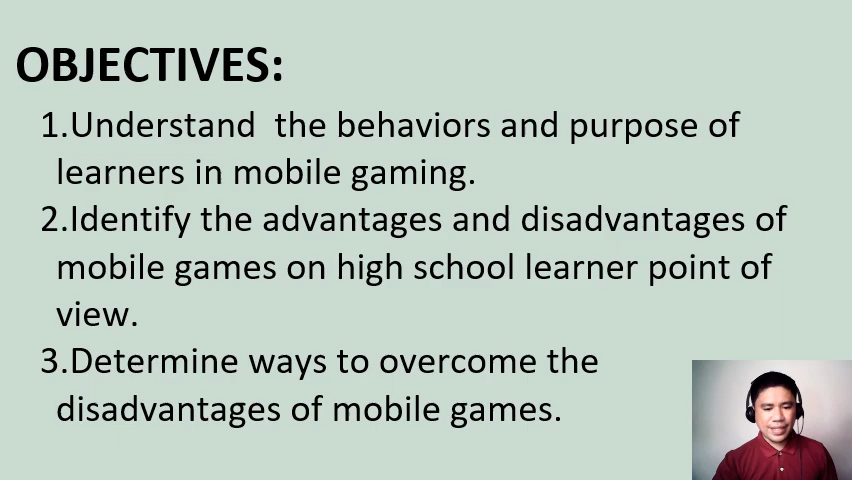 OBJECTIVES:
1.Understand  the behaviors and purpose of
learners in mobile gaming.
2.Identify the advantages and disadvantages of
mobile games on high school learner point of
view.
3.Determine ways to overcome the
disadvantages of mobile games.